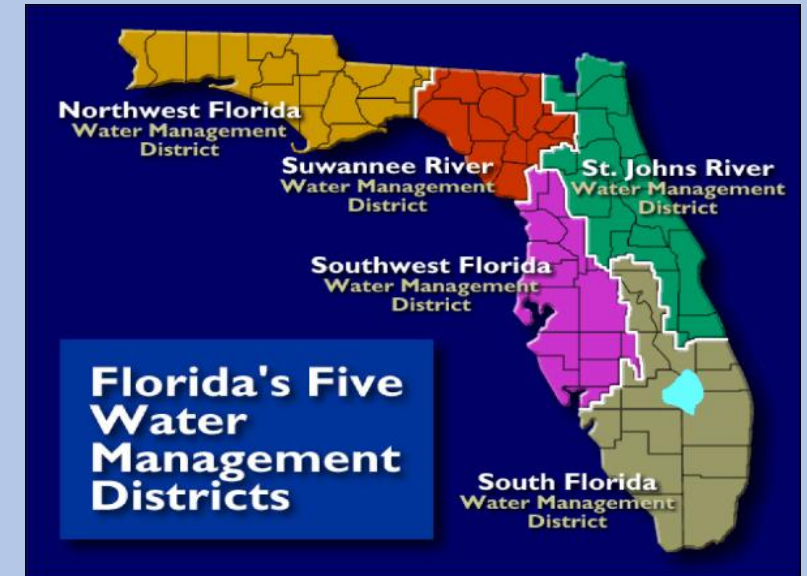 Northwest Florida
Water Management
District
Suwannee River
Water Management
District
St. Johns River
Water Management
District
Southwest Florida
Water Management
District
Florida's Five
Water
Management
Districts
South Florida
Water Management
District